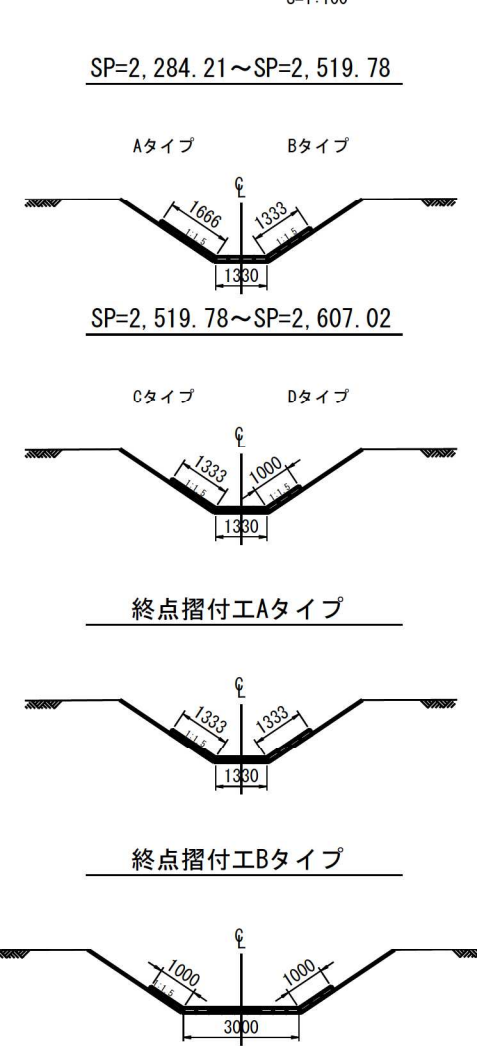 S=1:100
SP=2,284.21～SP=2,519.78
Aタイプ Bタイプ
℄
1666 1333
1:1.5 1:1.5
1330
SP=2,519.78～SP=2,607.02
Cタイプ Dタイプ
℄
1333 1000
1:1.5 1:1.5
1330
終点摺付工Aタイプ
℄
1333 1333
1:1.5
1330
終点摺付工Bタイプ
℄
1000 1000
1:1.5
3000